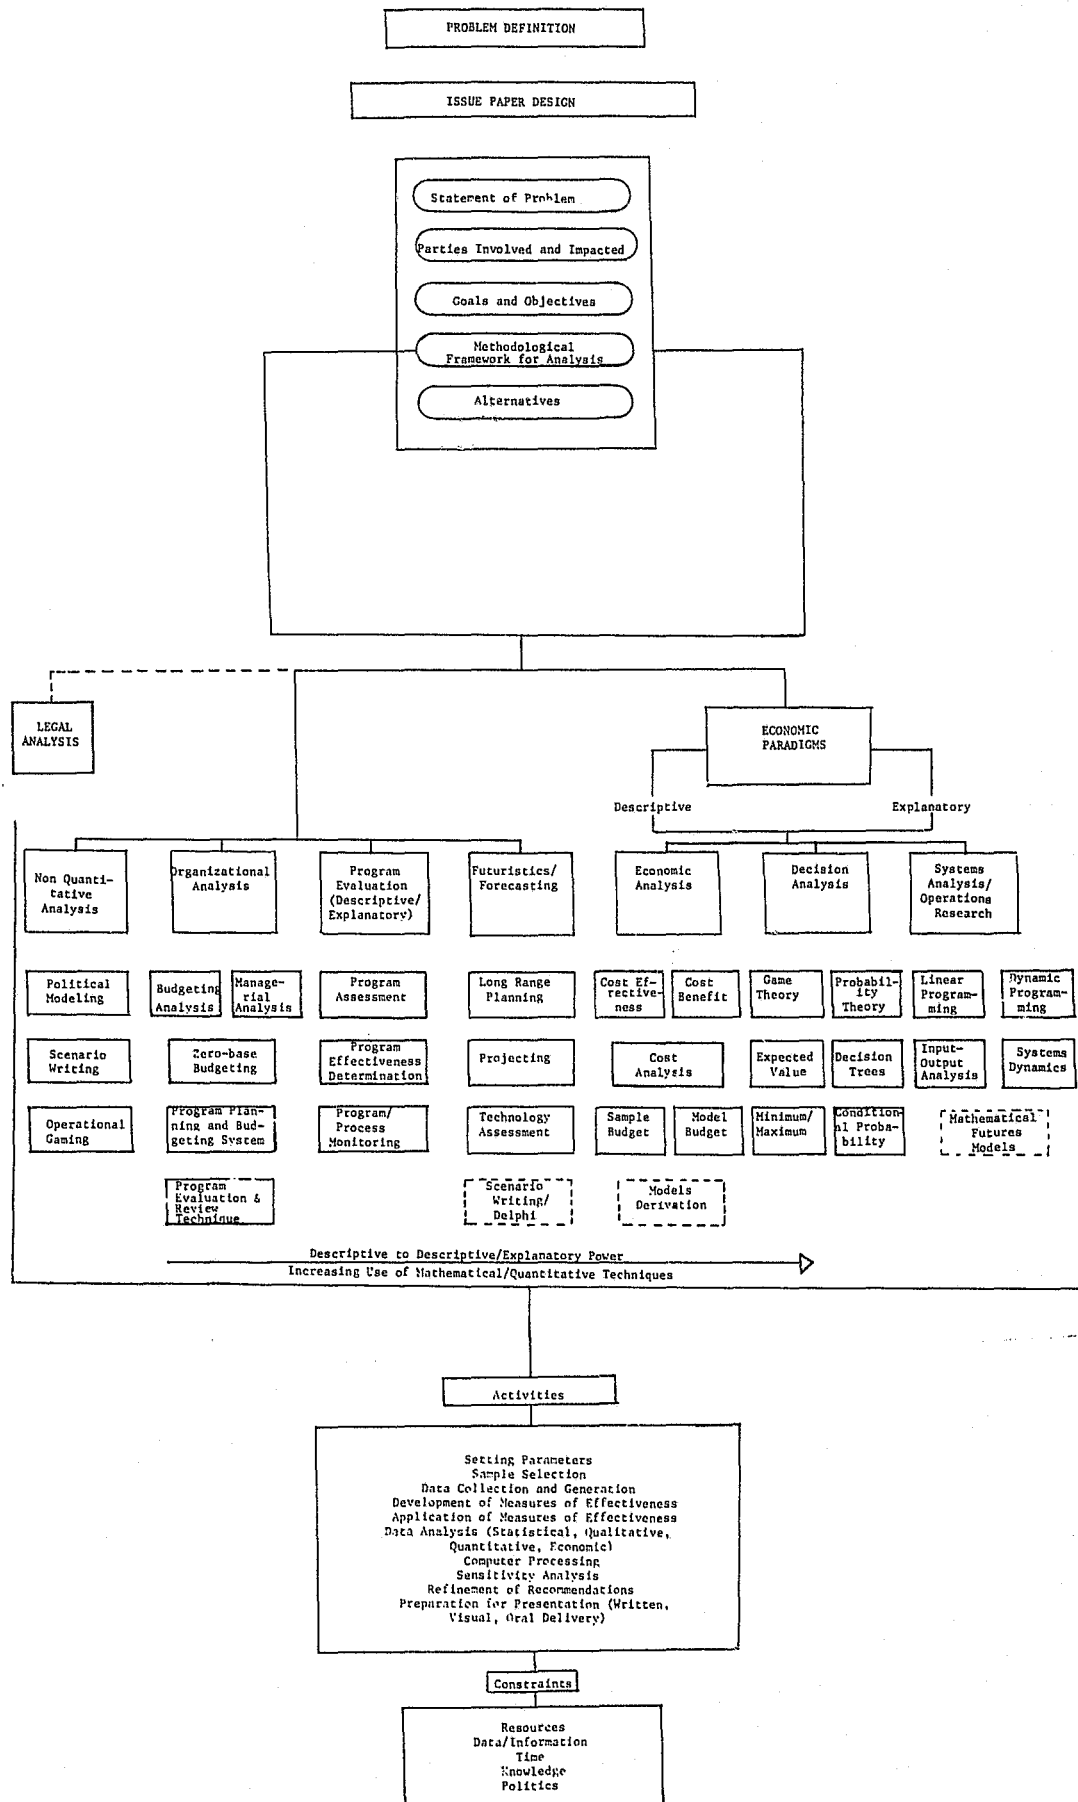 PROBLEM DEFINITION
ISSUE PAPER DESIGN
Statement of Problem
Parties Involved and Impacted
Goals and Objectives
Methodological
Framework for Analysis
Alternatives
LEGAL
ANALYSIS
ECONOMIC
PARADIGMS
Descriptive
Explanatory
Non Quanti-
tative
Analysis
Organizational
Analysis
Program
Evaluation
(Descriptive/
Explanatory)
Futuristics/
Forecasting
Economic
Analysis
Decision
Analysis
Systems
Analysis/
Operations
Research
Political
Modeling
Budgeting
Analysis
Manage-
rial
Analysis
Program
Assessment
Long Range
Planning
Cost Ef-
fective-
ness
Cost
Benefit
Game
Theory
Probabil-
ity
Theory
Linear
Program-
ming
Dynamic
Program-
ming
Scenario
Writing
Zero-base
Budgeting
Program
Effectiveness
Determination
Projecting
Cost
Analysis
Expected
Value
Decision
Trees
Input-
Output
Analysis
Systems
Dynamics
Operational
Gaming
Program Plan-
ning and Bud-
geting System
Program/
Process
Monitoring
Technology
Assessment
Sample
Budget
Model
Budget
Minimum/
Maximum
Condition-
al Proba-
bility
Mathematical
Futures
Models
Program
Evaluation &
Review
Technique
Scenario
Writing/
Delphi
Models
Derivation
Descriptive to Descriptive/Explanatory Power
Increasing Use of Mathematical/Quantitative Techniques
Activities
Setting Parameters
Sample Selection
Data Collection and Generation
Development of Measures of Effectiveness
Application of Measures of Effectiveness
Data Analysis (Statistical, Qualitative,
Quantitative, Economic)
Computer Processing
Sensitivity Analysis
Refinement of Recommendations
Preparation for Presentation (Written,
Visual, Oral Delivery)
Constraints
Resources
Data/Information
Time
Knowledge
Politics